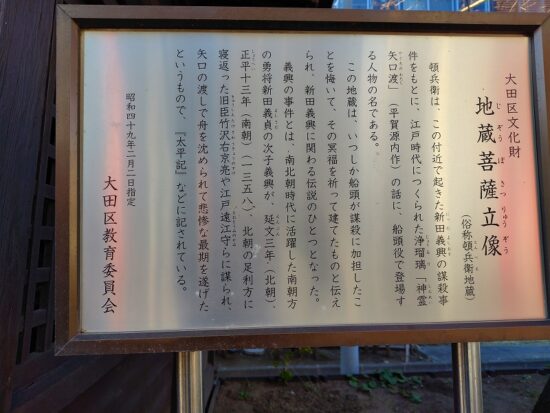 大田区文化財
地蔵菩薩立像
じぞうぼさつりゅうぞう
(俗称頓兵衛地蔵)
頓兵衛は、この付近で起きた新田義興の謀殺事
件をもとに、江戸時代につくられた浄瑠璃「神霊
矢口渡」(平賀源内作)の話に、船頭役で登場す
る人物の名である。
この地蔵は、いつしか船頭が謀殺に加担したこ
とを悔いて、その冥福を祈って建てたものと伝え
られ、新田義興に関わる伝説のひとつとなった。
義興の事件とは、南北朝時代に活躍した南朝方
の勇将新田義貞の次子義興が、延文三年(北朝)、
正平十三年(南朝)(一三五八)、北朝の足利方に
寝返った旧臣竹沢右京亮や江戸遠江守らに謀られ、
矢口の渡しで舟を沈められて悲惨な最期を遂げた
というもので、『太平記』などに記されている。
昭和四十九年二月二日指定
大田区教育委員会